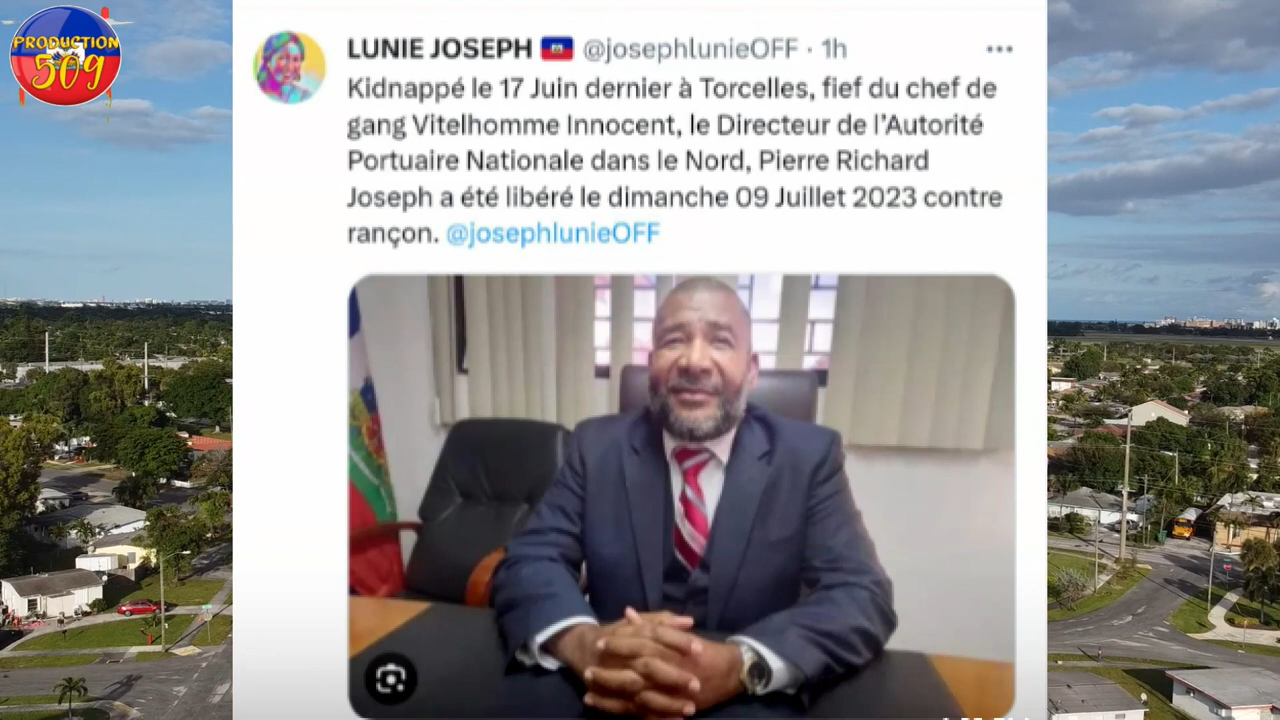 PRODUCTION
509
LUNIE JOSEPH @josephlunieOFF · 1h
Kidnappé le 17 Juin dernier à Torcelles, fief du chef de
gang Vitelhomme Innocent, le Directeur de l'Autorité
Portuaire Nationale dans le Nord, Pierre Richard
Joseph a été libéré le dimanche 09 Juillet 2023 contre
rançon. @josephlunieOFF